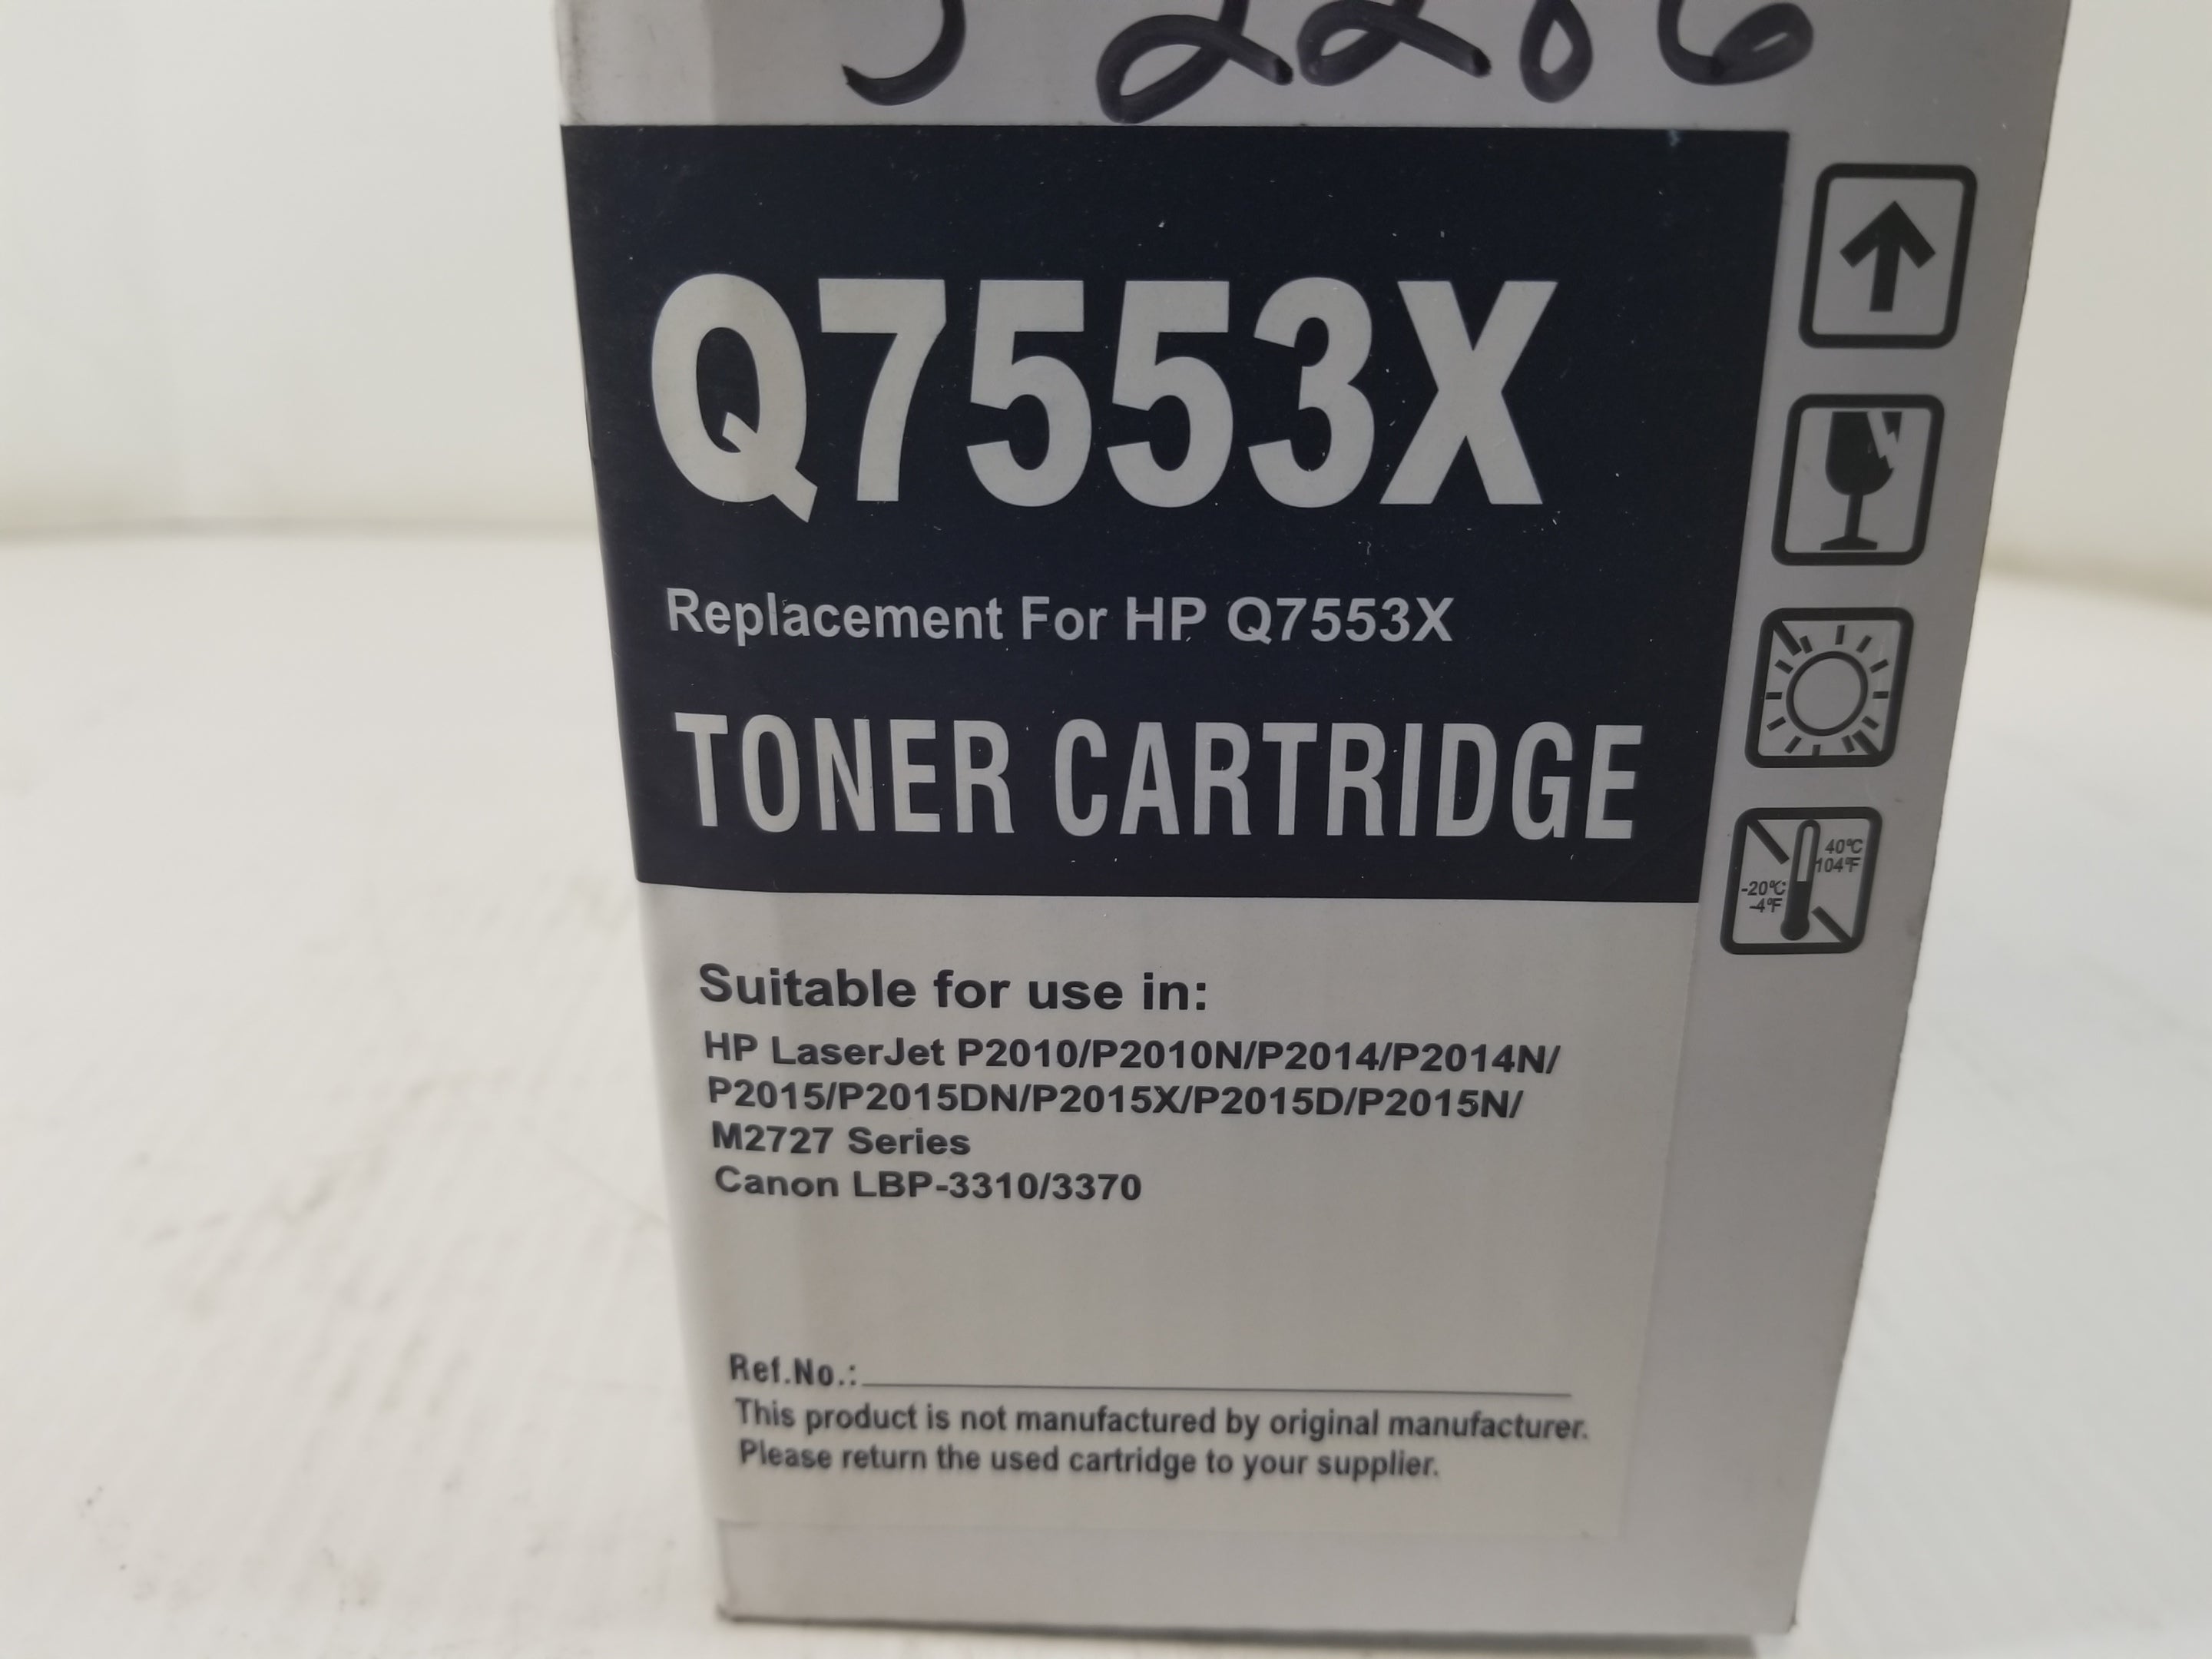 Q7553X
Replacement For HP Q7553X
TONER CARTRIDGE
40°C
104°F
-20°C
-4°F
Suitable for use in:
HP LaserJet P2010/P2010N/P2014/P2014N/
P2015/P2015DN/P2015X/P2015D/P2015N/
M2727 Series
Canon LBP-3310/3370
Ref.No.:
This product is not manufactured by original manufacturer.
Please return the used cartridge to your supplier.